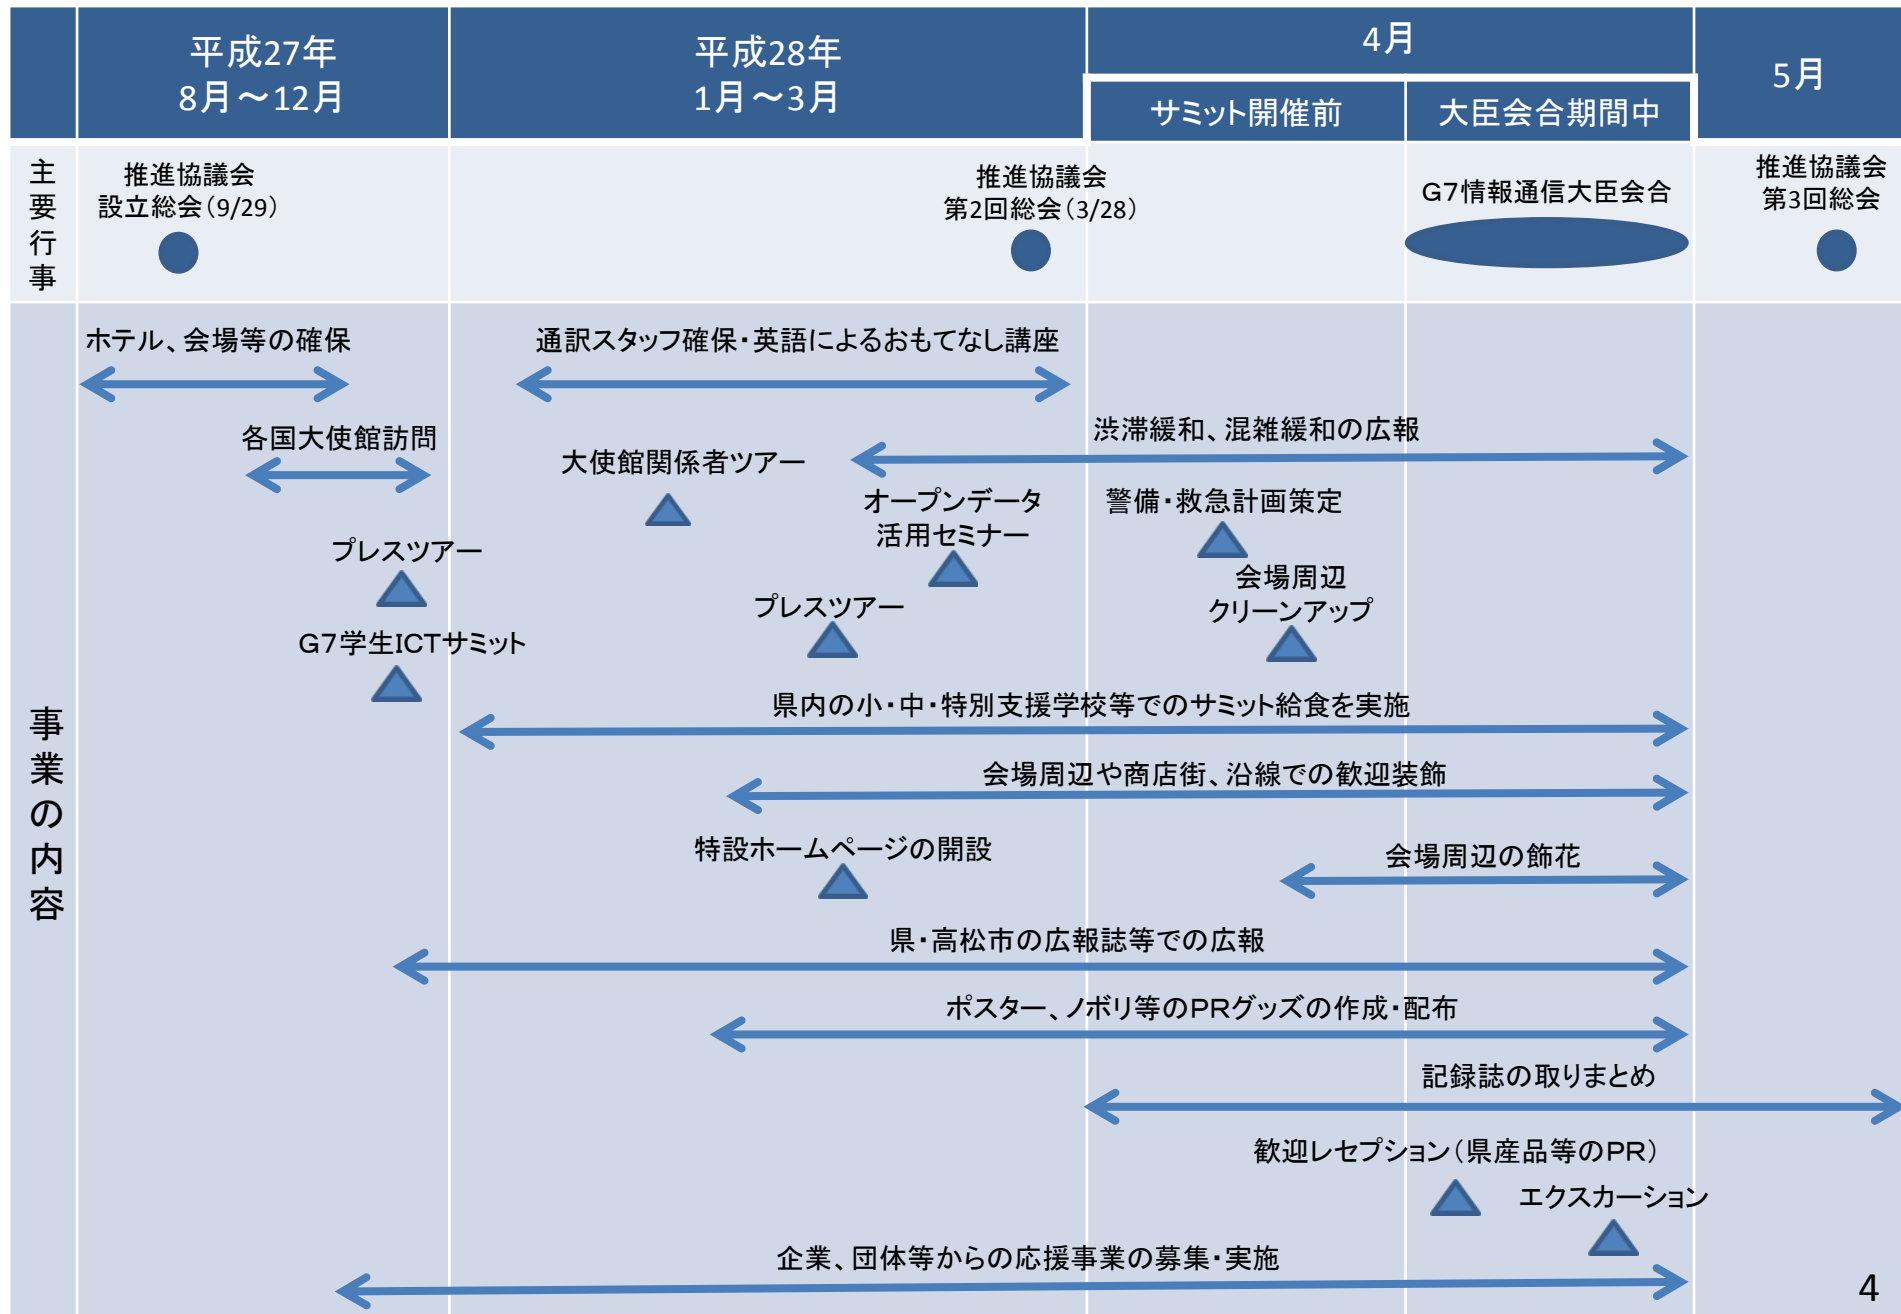 平成27年
8月～12月
平成28年
1月～3月
4月
サミット開催前
大臣会合期間中
5月
主要行事
推進協議会
設立総会（9/29）
推進協議会
第2回総会（3/28）
G7情報通信大臣会合
推進協議会
第3回総会
事業の内容
ホテル、会場等の確保
通訳スタッフ確保・英語によるおもてなし講座
各国大使館訪問
大使館関係者ツアー
渋滞緩和、混雑緩和の広報
オープンデータ
活用セミナー
警備・救急計画策定
プレスツアー
プレスツアー
会場周辺
クリーンアップ
G7学生ICTサミット
県内の小・中・特別支援学校等でのサミット給食を実施
会場周辺や商店街、沿線での歓迎装飾
特設ホームページの開設
会場周辺の飾花
県・高松市の広報誌等での広報
ポスター、ノボリ等のPRグッズの作成・配布
記録誌の取りまとめ
歓迎レセプション（県産品等のPR）
エクスカーション
企業、団体等からの応援事業の募集・実施
4